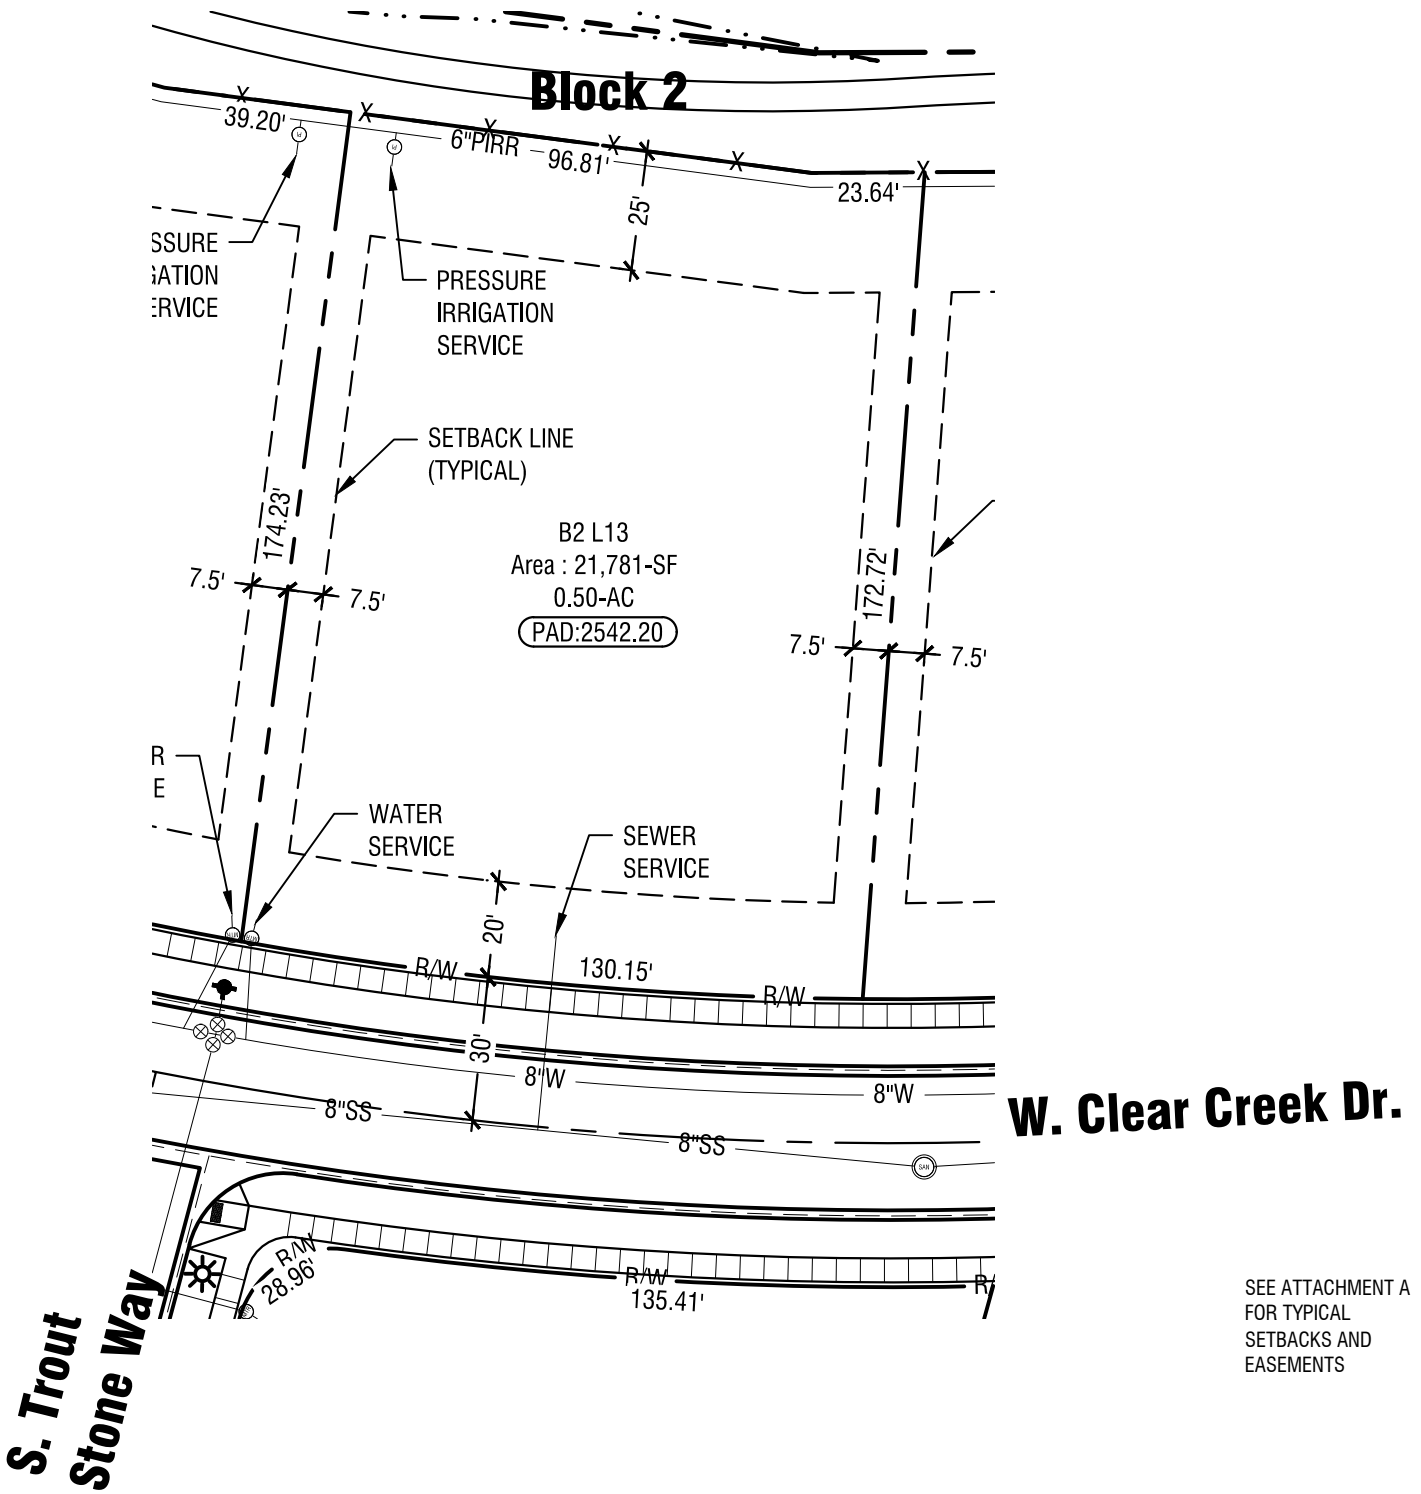 Block 2
39.20'
6"PIRR
96.81'
23.64'
25'
SSURE
GATION
ERVICE
PRESSURE
IRRIGATION
SERVICE
SETBACK LINE
(TYPICAL)
174.23'
B2 L13
Area : 21,781-SF
0.50-AC
PAD:2542.20
172.72'
7.5'
7.5'
7.5'
7.5'
R
E
WATER
SERVICE
SEWER
SERVICE
20'
R/W
130.15'
R/W
30'
8"W
8"W
8"SS
8"SS
SAN
W. Clear Creek Dr.
R/W
28.96'
R/W
135.41'
R/
S. Trout
Stone Way
SEE ATTACHMENT A
FOR TYPICAL
SETBACKS AND
EASEMENTS